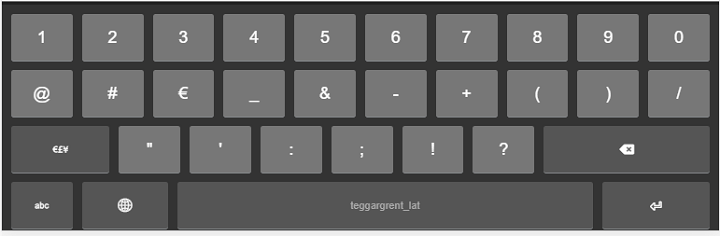 1 2 3 4 5 6 7 8 9 0
@ # € _ & - + ( ) /
€£¥ " ' : ; ! ?
abc teggargrent_lat